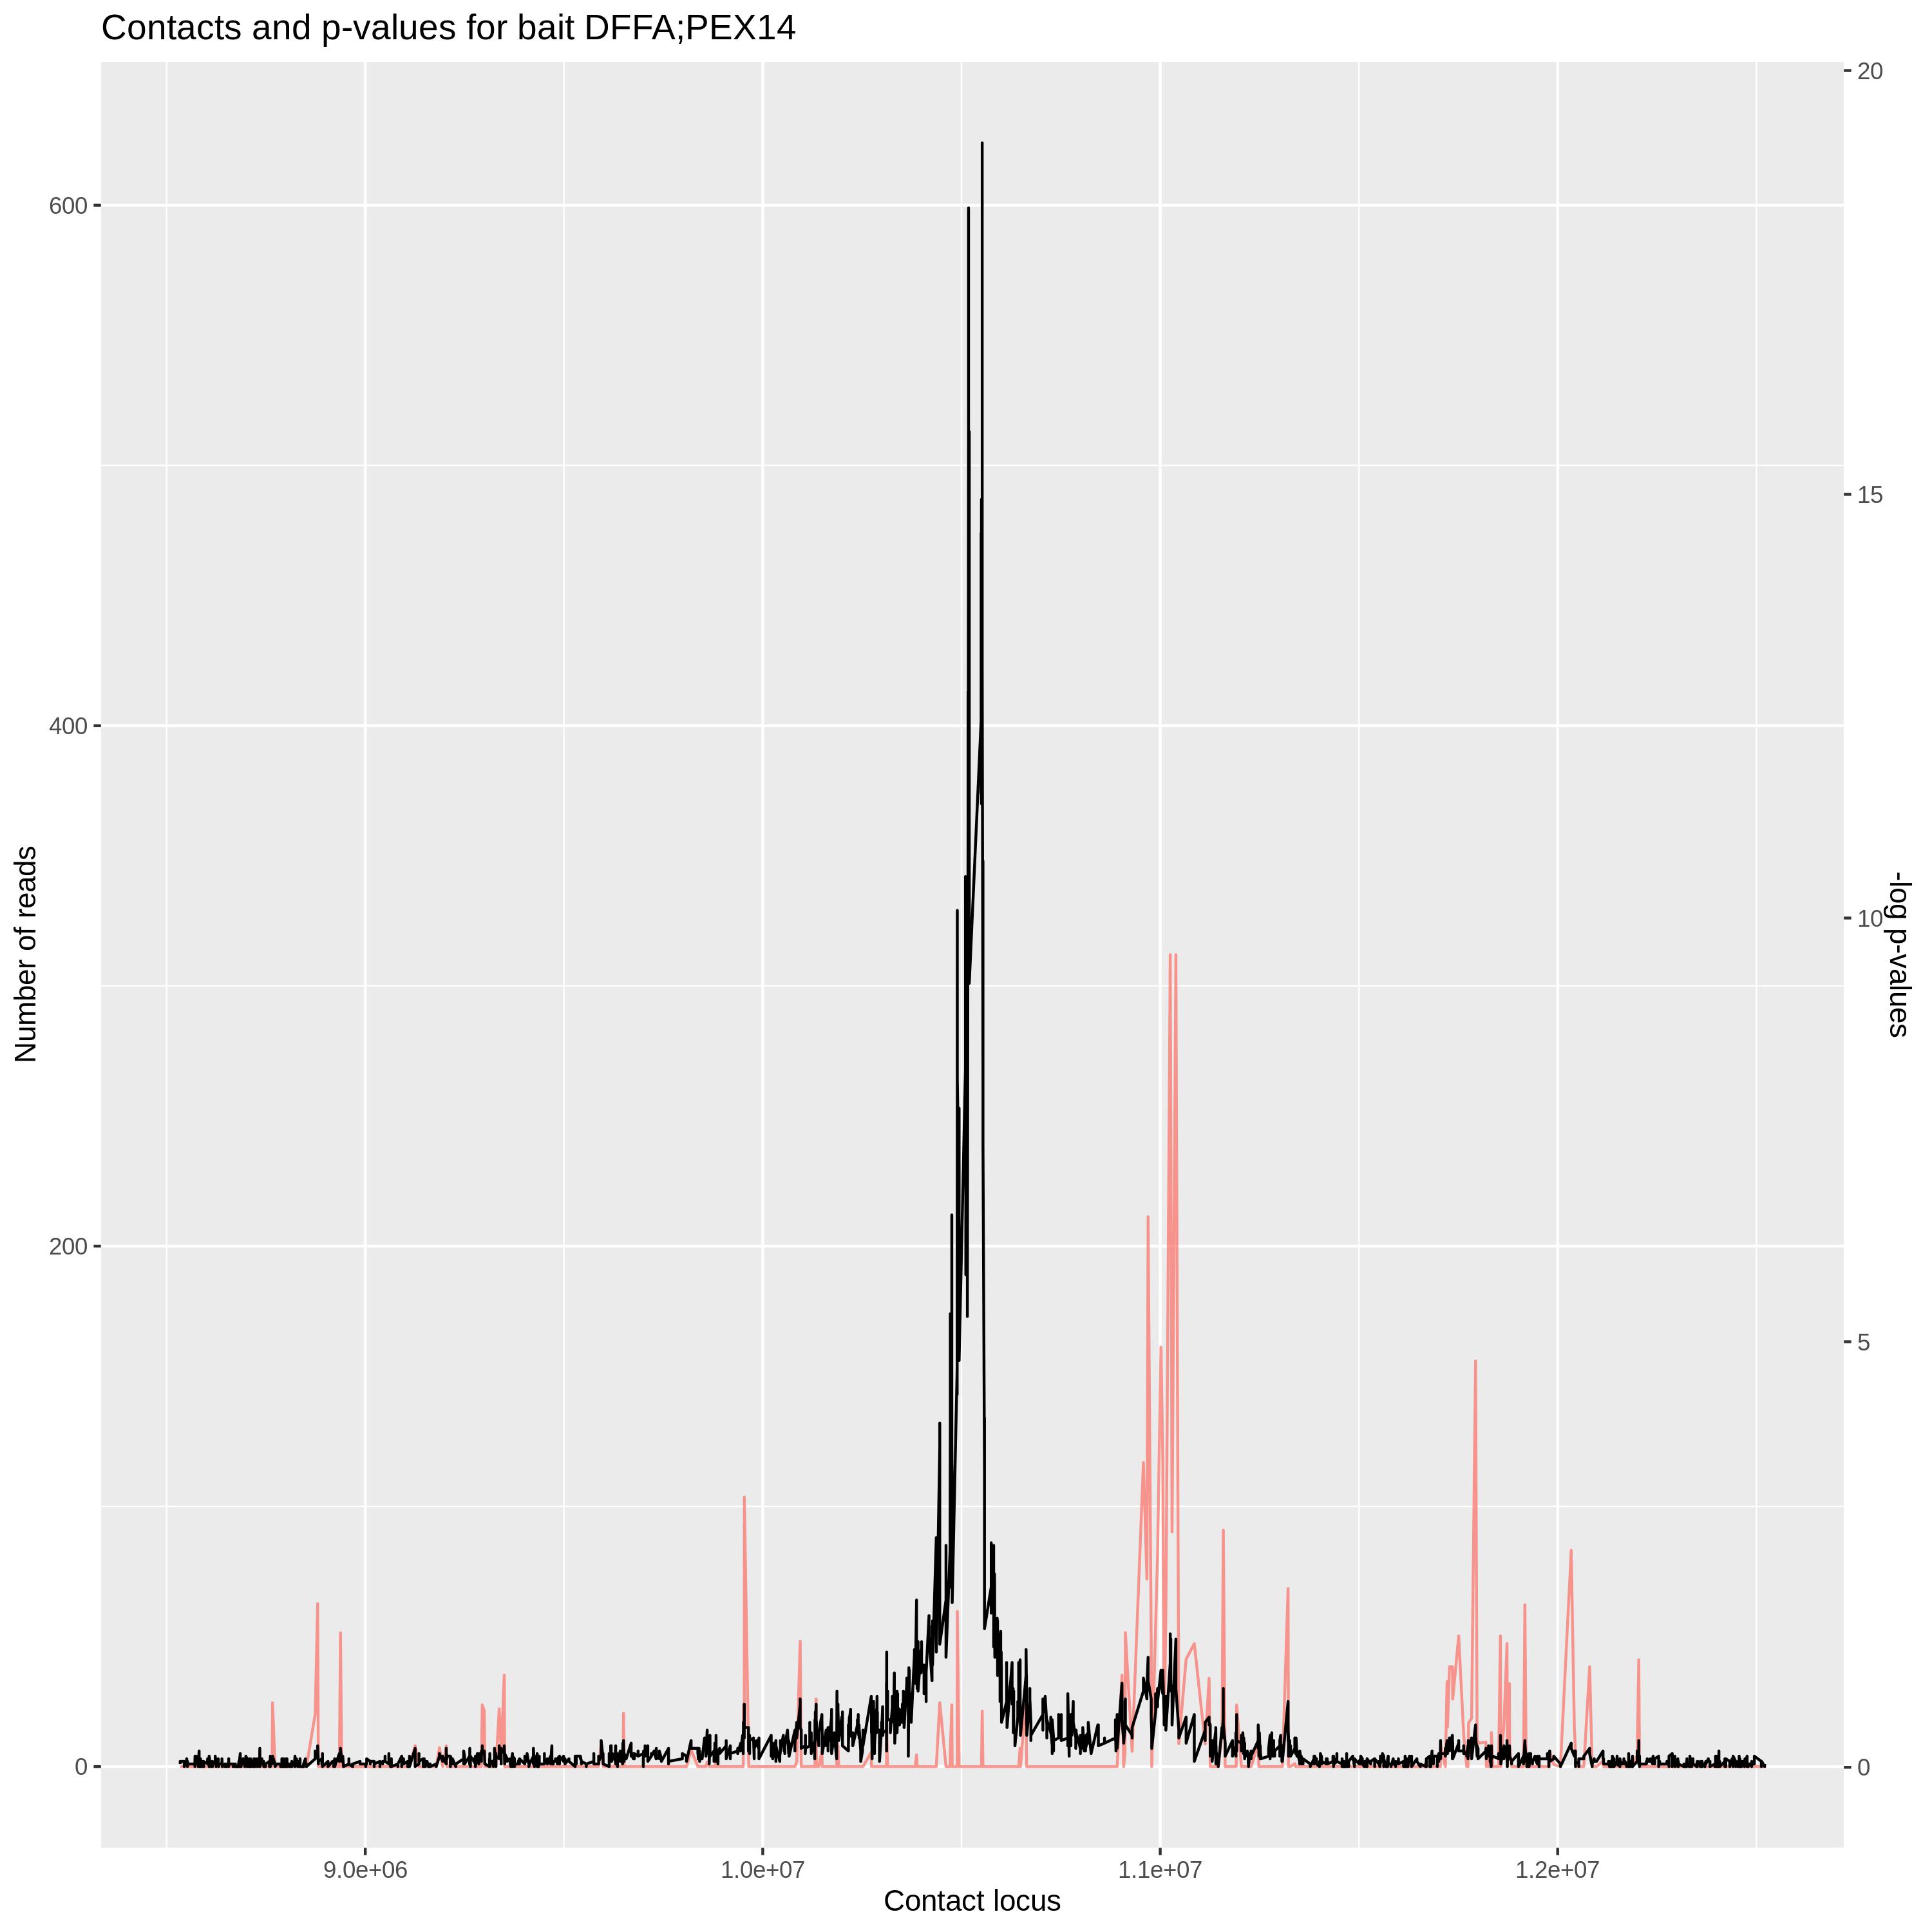 Contacts and p-values for bait DFFA;PEX14
Number of reads
600
400
200
0
20
15
10
5
0
-log p-values
9.0e+06 1.0e+07 1.1e+07 1.2e+07
Contact locus